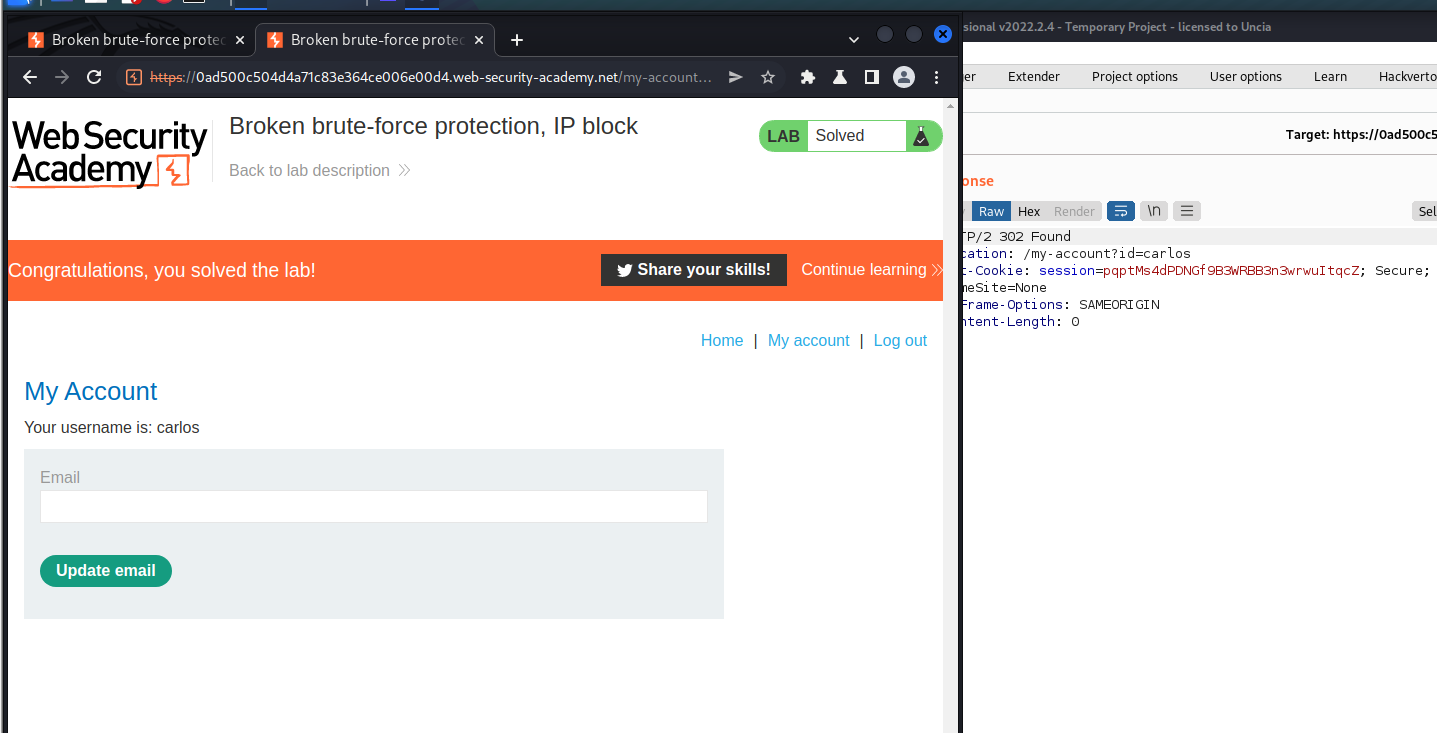 Broken brute-force protec
Broken brute-force protec
sional v2022.2.4 - Temporary Project - licensed to Uncia
https://0ad500c504d4a71c83e364ce006e00d4.web-security-academy.net/my-account...
er Extender Project options User options Learn Hackverto
Web Security
Academy
Broken brute-force protection, IP block
Back to lab description
LAB Solved
Target: https://0ad500c5
onse
Raw Hex Render \n Sel
TP/2 302 Found
cation: /my-account?id=carlos
t-Cookie: session=pqptMs4dPDNGf9B3WRBB3n3wrwuItqcZ; Secure;
meSite=None
Frame-Options: SAMEORIGIN
ntent-Length: 0
Congratulations, you solved the lab!
Share your skills!
Continue learning
Home | My account | Log out
My Account
Your username is: carlos
Email
Update email